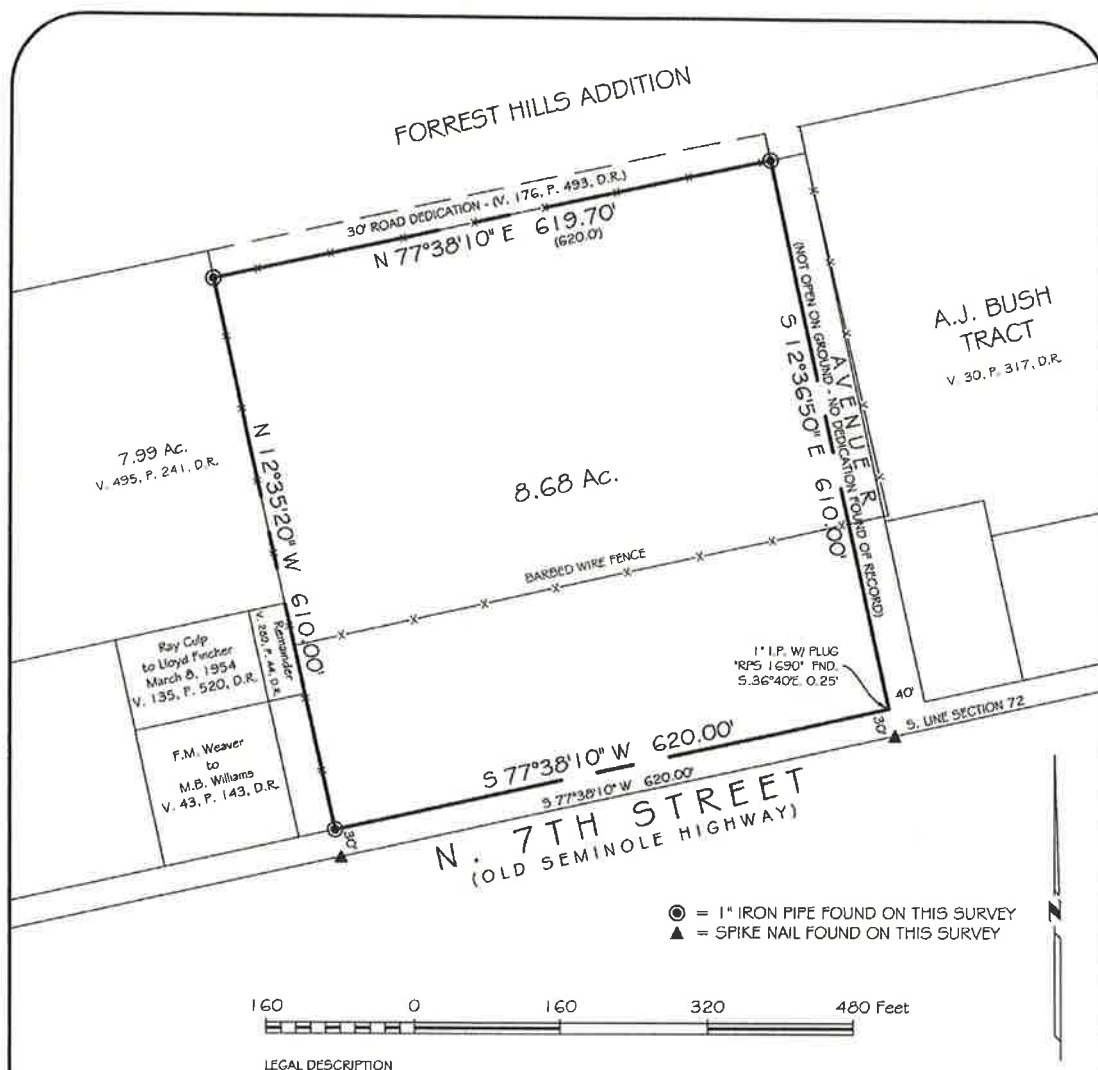 FORREST HILLS ADDITION
30' ROAD DEDICATION - (V. 176, P. 493, D.R.)
N 77°38'10" E 619.70'
(620.0)
A.J. BUSH
TRACT
V. 30, P. 317, D.R.
AVENUE R
(NOT OPEN ON GROUND - NO DEDICATION FOUND OF RECORD)
S 12°36'50" E 610.00'
7.99 Ac.
V. 495, P. 241, D.R.
N 12°35'20" W 610.00'
8.68 Ac.
BARBED WIRE FENCE
Ray Culp
to Lloyd Fincher
March 8, 1954
V. 135, P. 520, D.R.
Remainder
V. 280, P. 44, D.R.
F.M. Weaver
to
M.B. Williams
V. 43, P. 143, D.R.
1" I.P. W/ PLUG
"RPS 1690" FND.
S.36°40'E. 0.25'
40'
30'
S. LINE SECTION 72
S 77°38'10" W 620.00'
S 77°38'10" W 620.00'
30'
N. 7TH STREET
(OLD SEMINOLE HIGHWAY)
= 1" IRON PIPE FOUND ON THIS SURVEY
= SPIKE NAIL FOUND ON THIS SURVEY
N
160 0 160 320 480 Feet
LEGAL DESCRIPTION